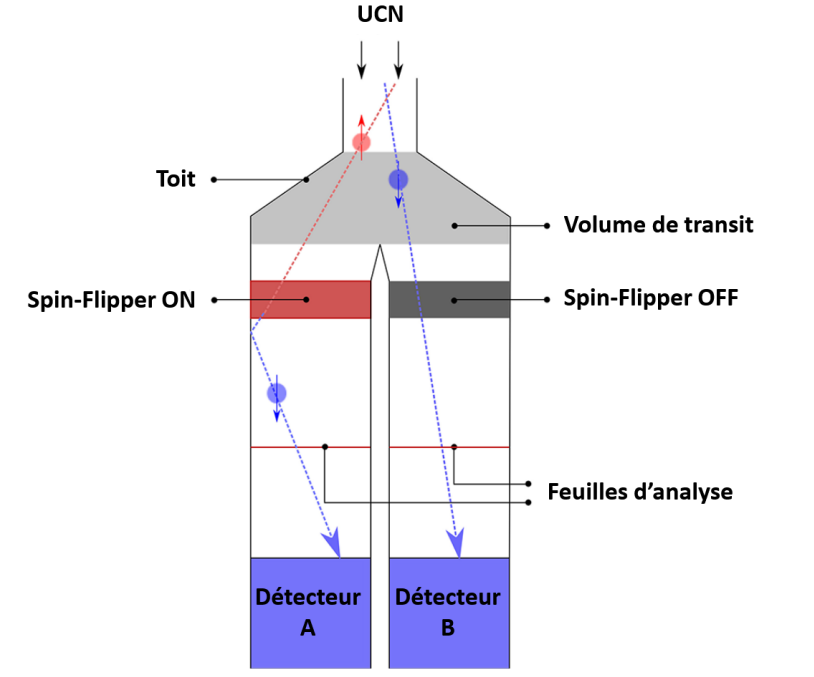 UCN
Toit
Volume de transit
Spin-Flipper ON
Spin-Flipper OFF
Feuilles d’analyse
Détecteur
A
Détecteur
B